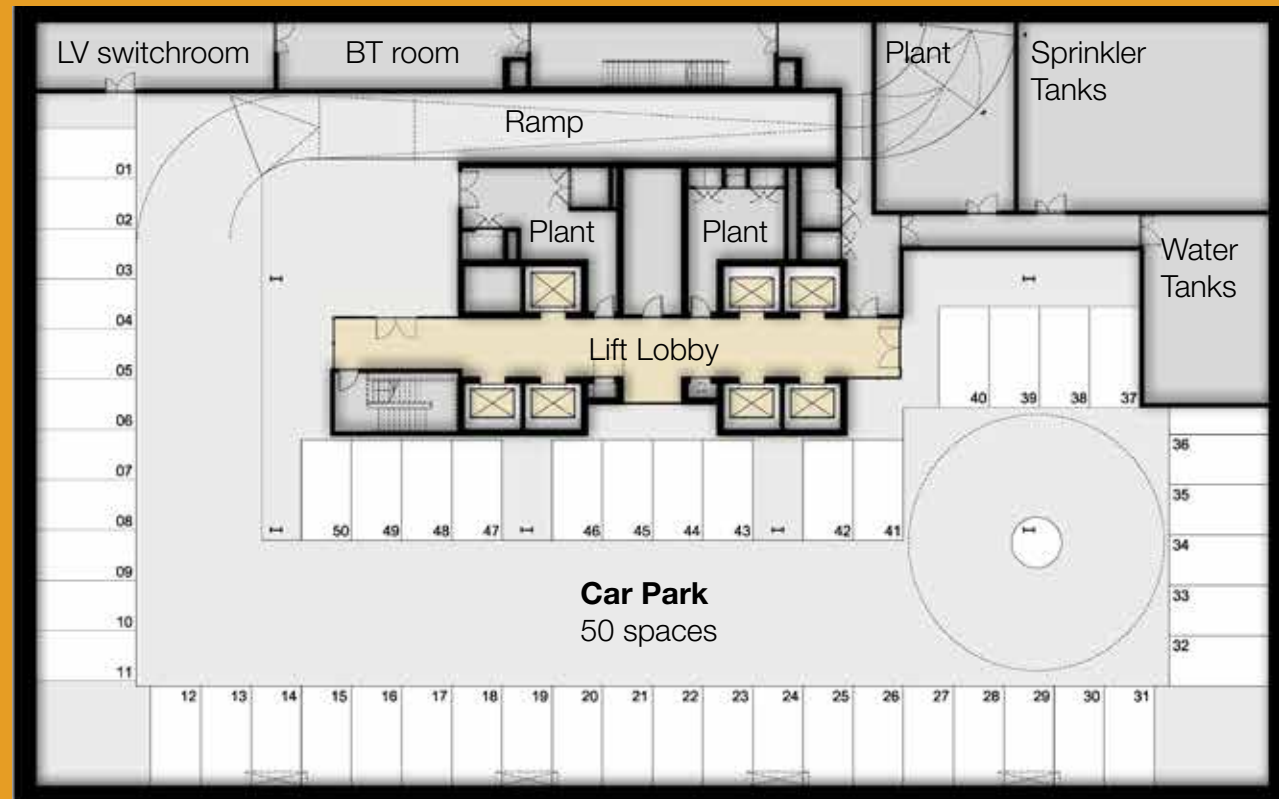 LV switchroom
BT room
Plant
Sprinkler
Tanks
Ramp
01
02
03
04
05
06
07
08
09
10
11
Plant
Plant
Water
Tanks
Lift Lobby
40 39 38 37
36
35
34
33
32
50 49 48 47 46 45 44 43 42 41
Car Park
50 spaces
12 13 14 15 16 17 18 19 20 21 22 23 24 25 26 27 28 29 30 31